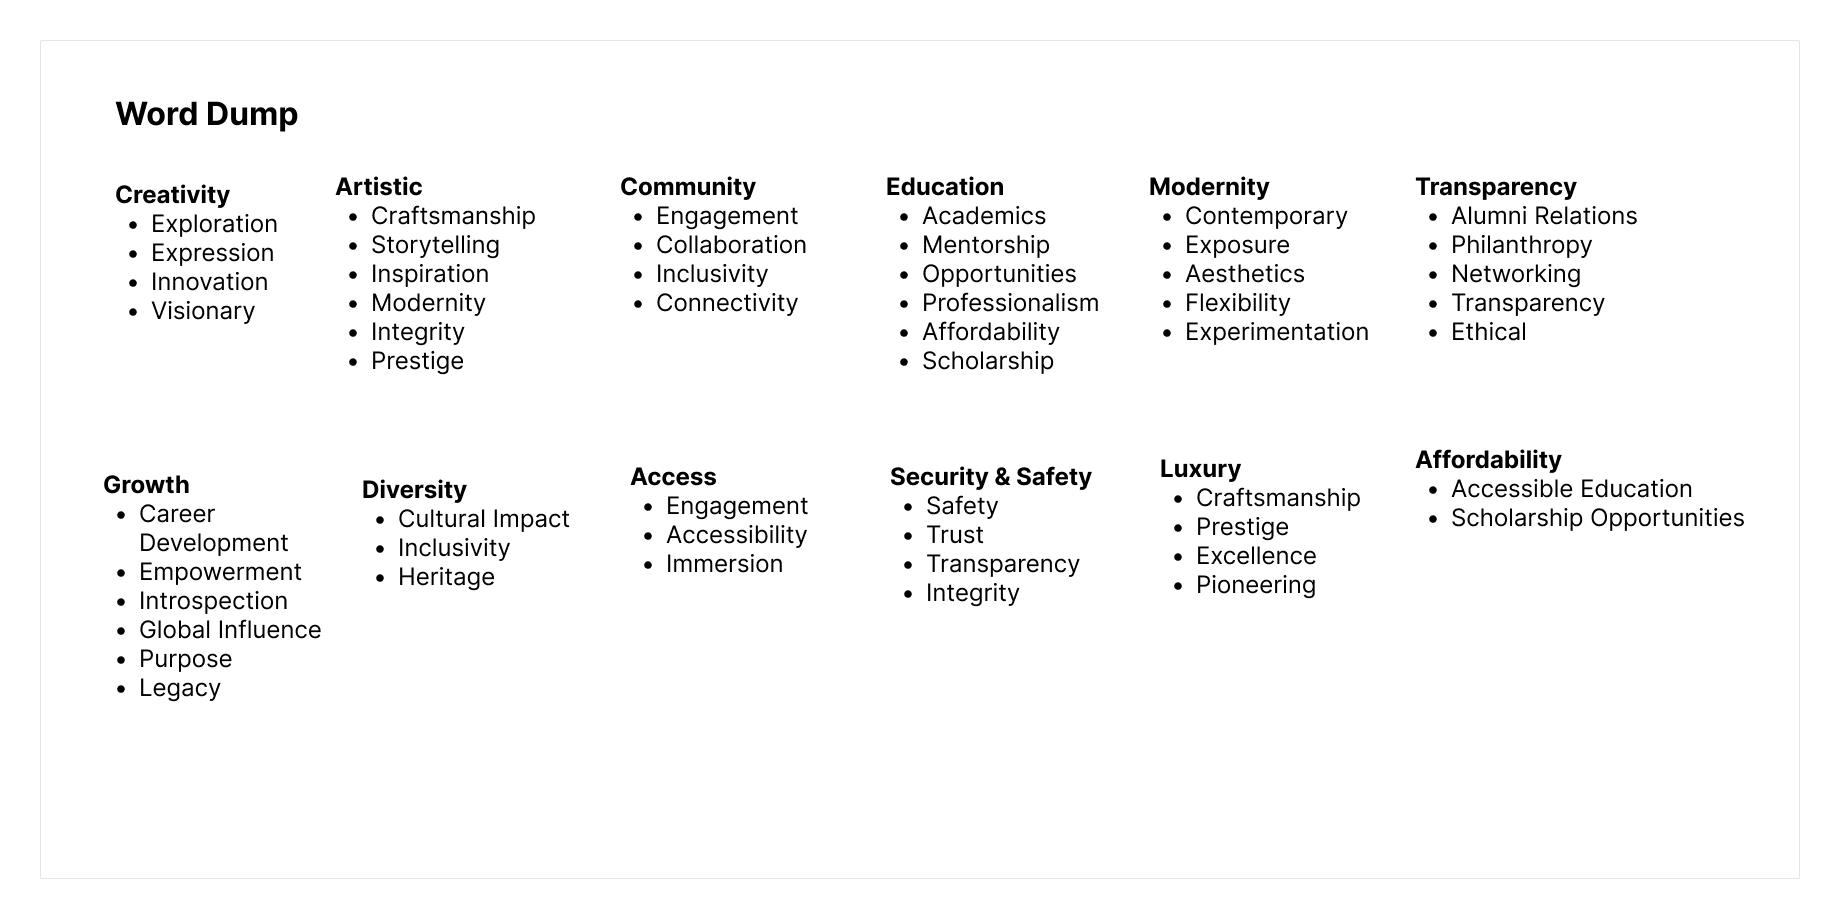 Word Dump
Creativity
• Exploration
• Expression
• Innovation
• Visionary
Artistic
• Craftsmanship
• Storytelling
• Inspiration
• Modernity
• Integrity
• Prestige
Community
• Engagement
• Collaboration
• Inclusivity
• Connectivity
Education
• Academics
• Mentorship
• Opportunities
• Professionalism
• Affordability
• Scholarship
Modernity
• Contemporary
• Exposure
• Aesthetics
• Flexibility
• Experimentation
Transparency
• Alumni Relations
• Philanthropy
• Networking
• Transparency
• Ethical
Growth
• Career
Development
• Empowerment
• Introspection
• Global Influence
• Purpose
• Legacy
Diversity
• Cultural Impact
• Inclusivity
• Heritage
Access
• Engagement
• Accessibility
• Immersion
Security & Safety
• Safety
• Trust
• Transparency
• Integrity
Luxury
• Craftsmanship
• Prestige
• Excellence
• Pioneering
Affordability
• Accessible Education
• Scholarship Opportunities